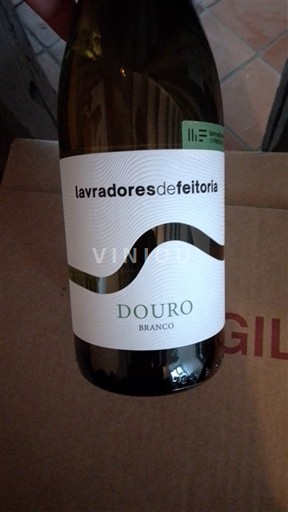 lavradoresdefeitoria
VINIOU
DOURO
BRANCO
GIL